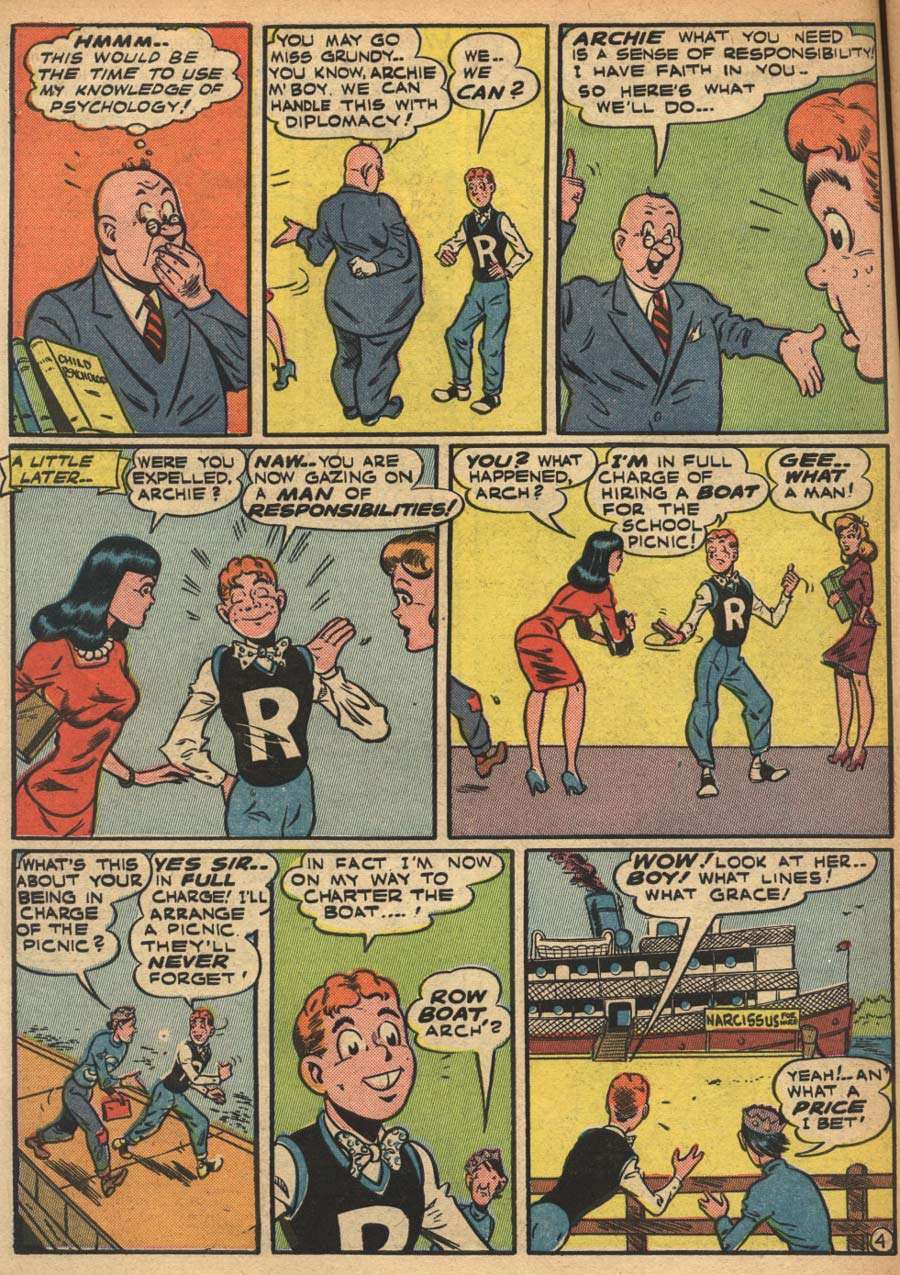 HMMM..
THIS WOULD BE
THE TIME TO USE
MY KNOWLEDGE OF
PSYCHOLOGY!
CHILD
PSYCHOLOGY
YOU MAY GO
MISS GRUNDY..
YOU KNOW, ARCHIE
M'BOY. WE CAN
HANDLE THIS WITH
DIPLOMACY!
WE..
WE
CAN?
R
ARCHIE WHAT YOU NEED
IS A SENSE OF RESPONSIBILITY!
I HAVE FAITH IN YOU-
SO HERE'S WHAT
WE'LL DO...
A LITTLE
LATER..
WERE YOU
EXPELLED,
ARCHIE?
NAW..YOU ARE
NOW GAZING ON
A MAN OF
RESPONSIBILITIES!
R
YOU? WHAT
HAPPENED,
ARCH?
I'M IN FULL
CHARGE OF
HIRING A BOAT
FOR THE
SCHOOL
PICNIC!
GEE..
WHAT
A MAN!
R
WHAT'S THIS
ABOUT YOUR
BEING IN
CHARGE
OF THE
PICNIC?
YES SIR..
IN FULL
CHARGE! I'LL
ARRANGE
A PICNIC.
THEY'LL
NEVER
FORGET'
IN FACT I'M NOW
ON MY WAY TO
CHARTER THE
BOAT....!
ROW
BOAT,
ARCH'?
R
WOW! LOOK AT HER..
BOY! WHAT LINES!
WHAT GRACE!
NARCISSUS FOR
HIRE
YEAH!-AN'
WHAT A
PRICE
I BET'
4